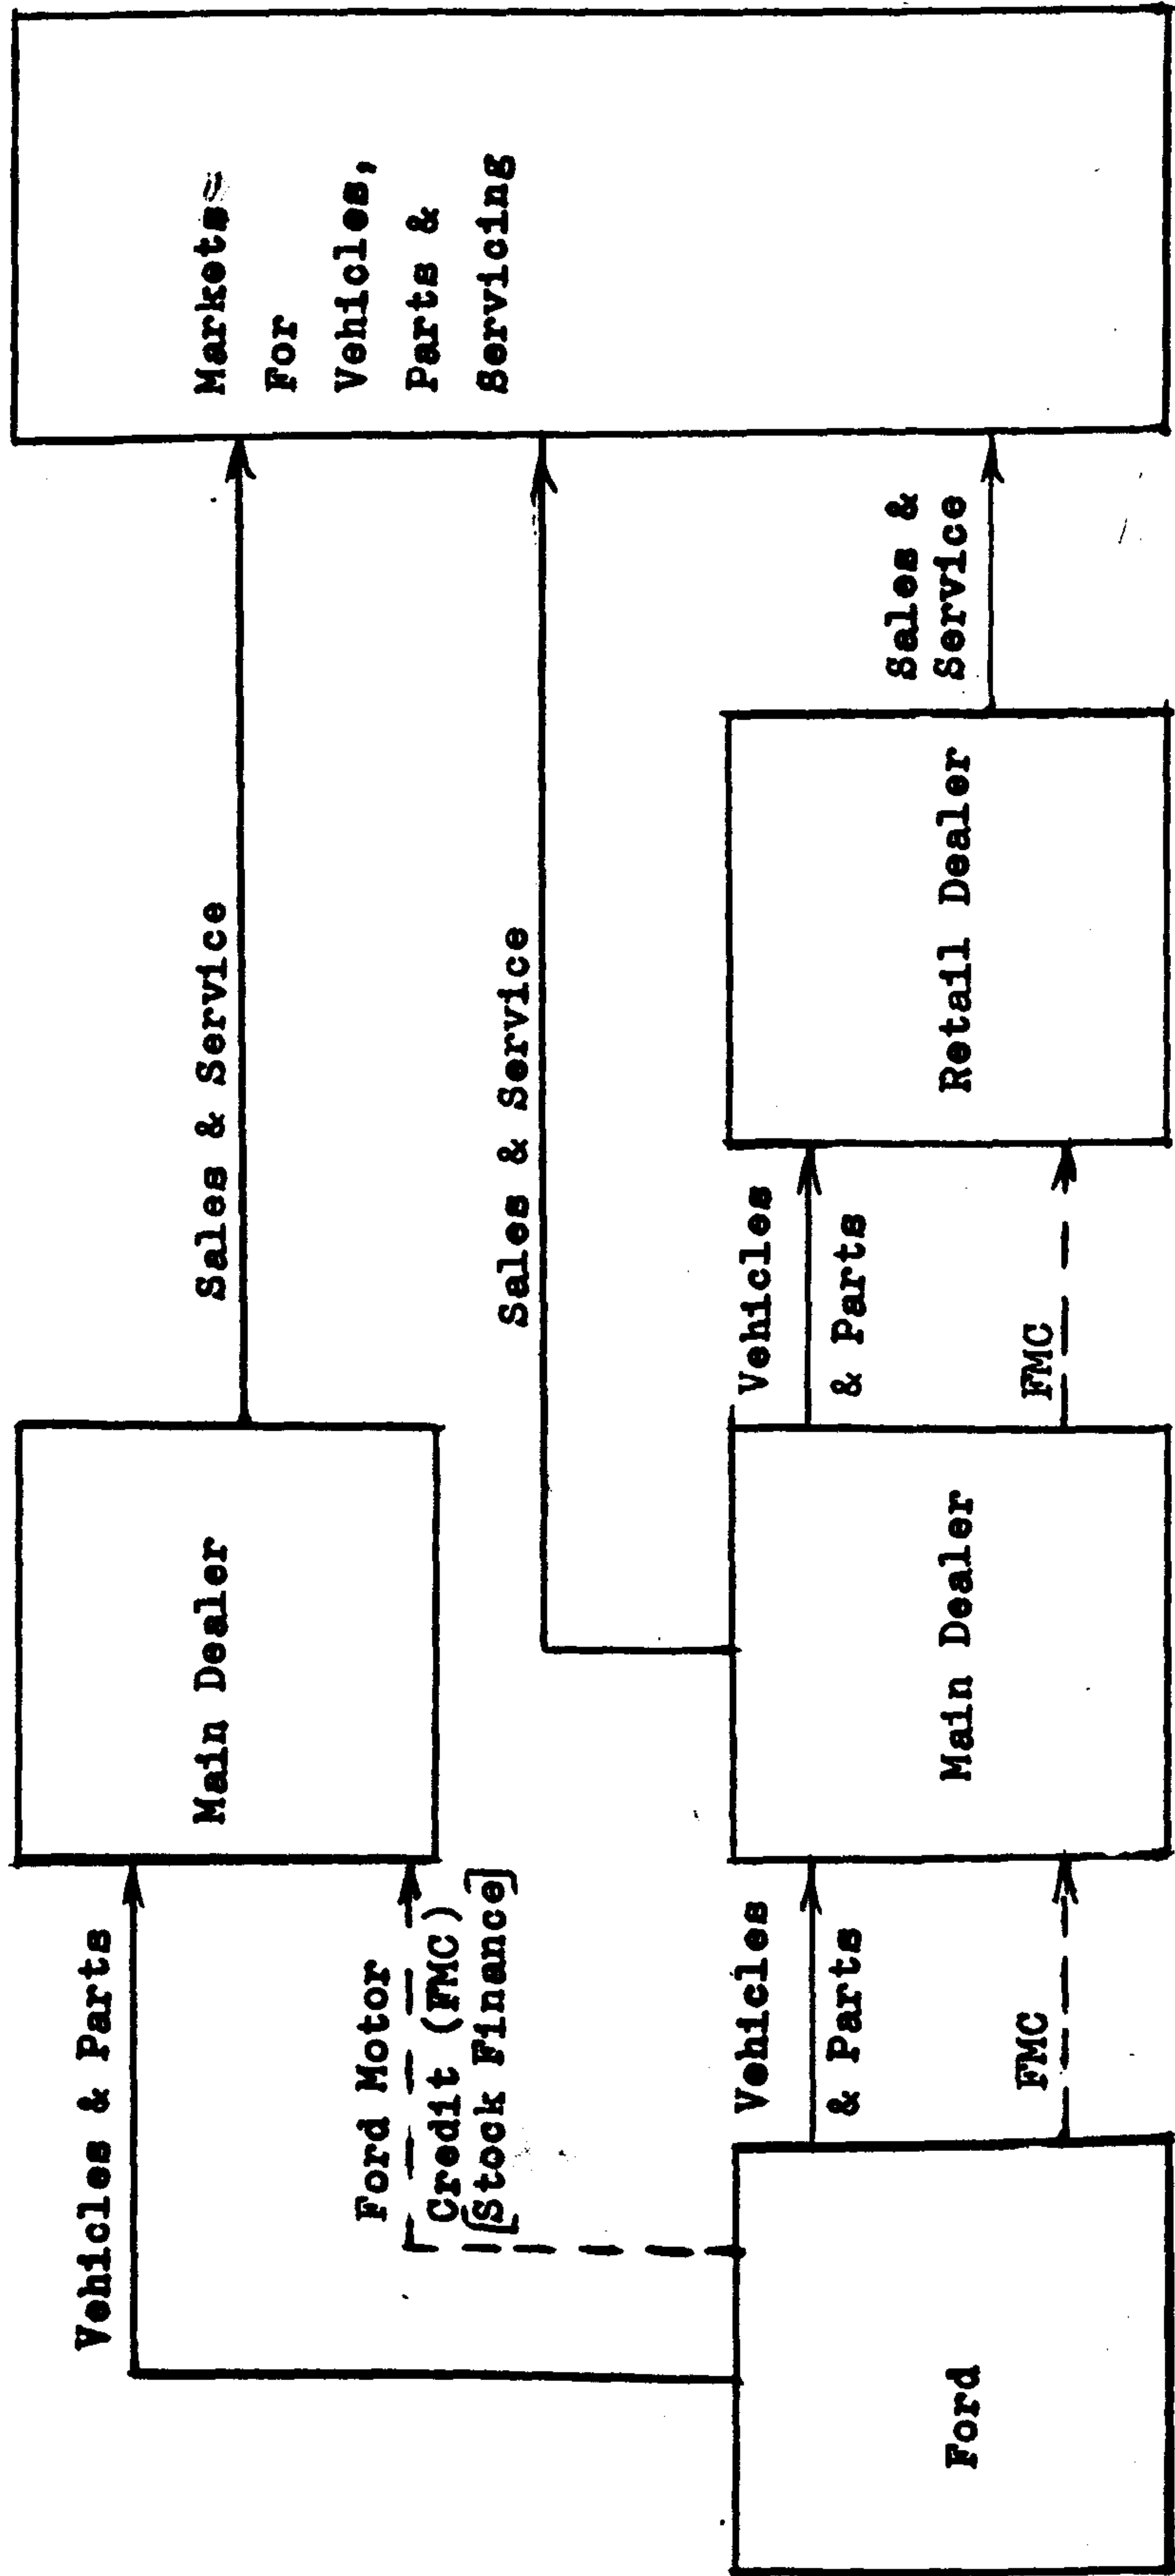 Vehicles & Parts
Main Dealer
Sales & Service
Markets
For
Vehicles,
Parts &
Servicing
Ford Motor
Credit (FMC)
[Stock Finance]
Sales & Service
Ford
Vehicles
& Parts
FMC
Main Dealer
Vehicles
& Parts
FMC
Retail Dealer
Sales &
Service